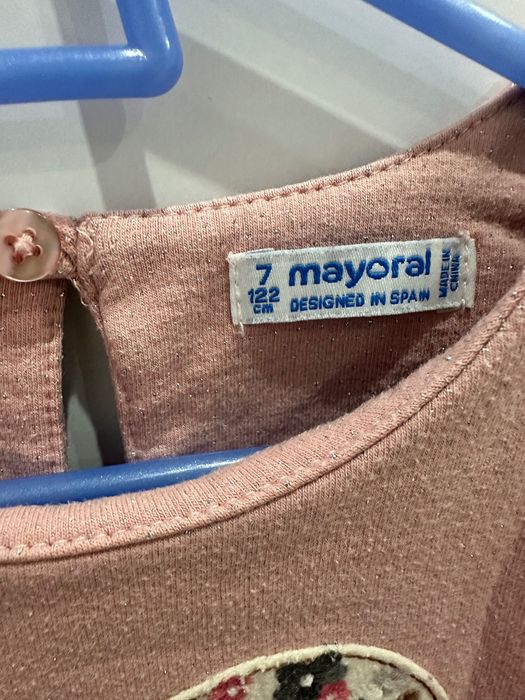 7
122
cm
mayoral
DESIGNED IN SPAIN
MADE IN
CHINA